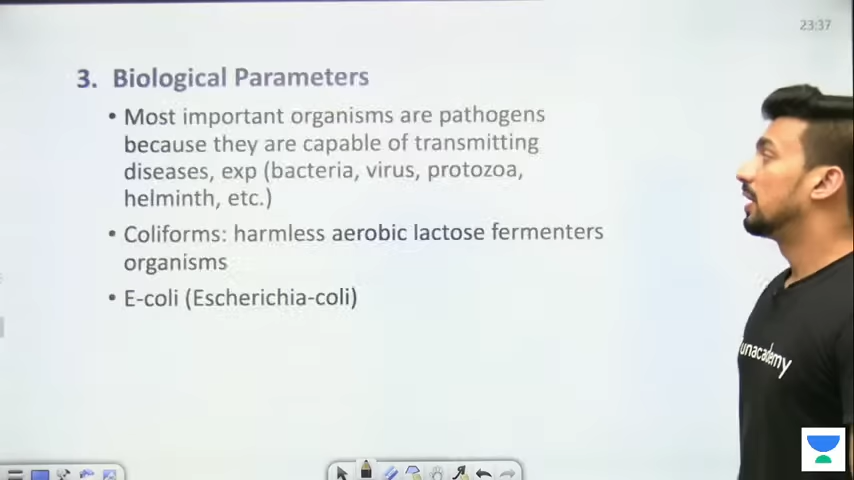 23:37
3. Biological Parameters
• Most important organisms are pathogens
because they are capable of transmitting
diseases, exp (bacteria, virus, protozoa,
helminth, etc.)
• Coliforms: harmless aerobic lactose fermenters
organisms
• E-coli (Escherichia-coli)
unacademy